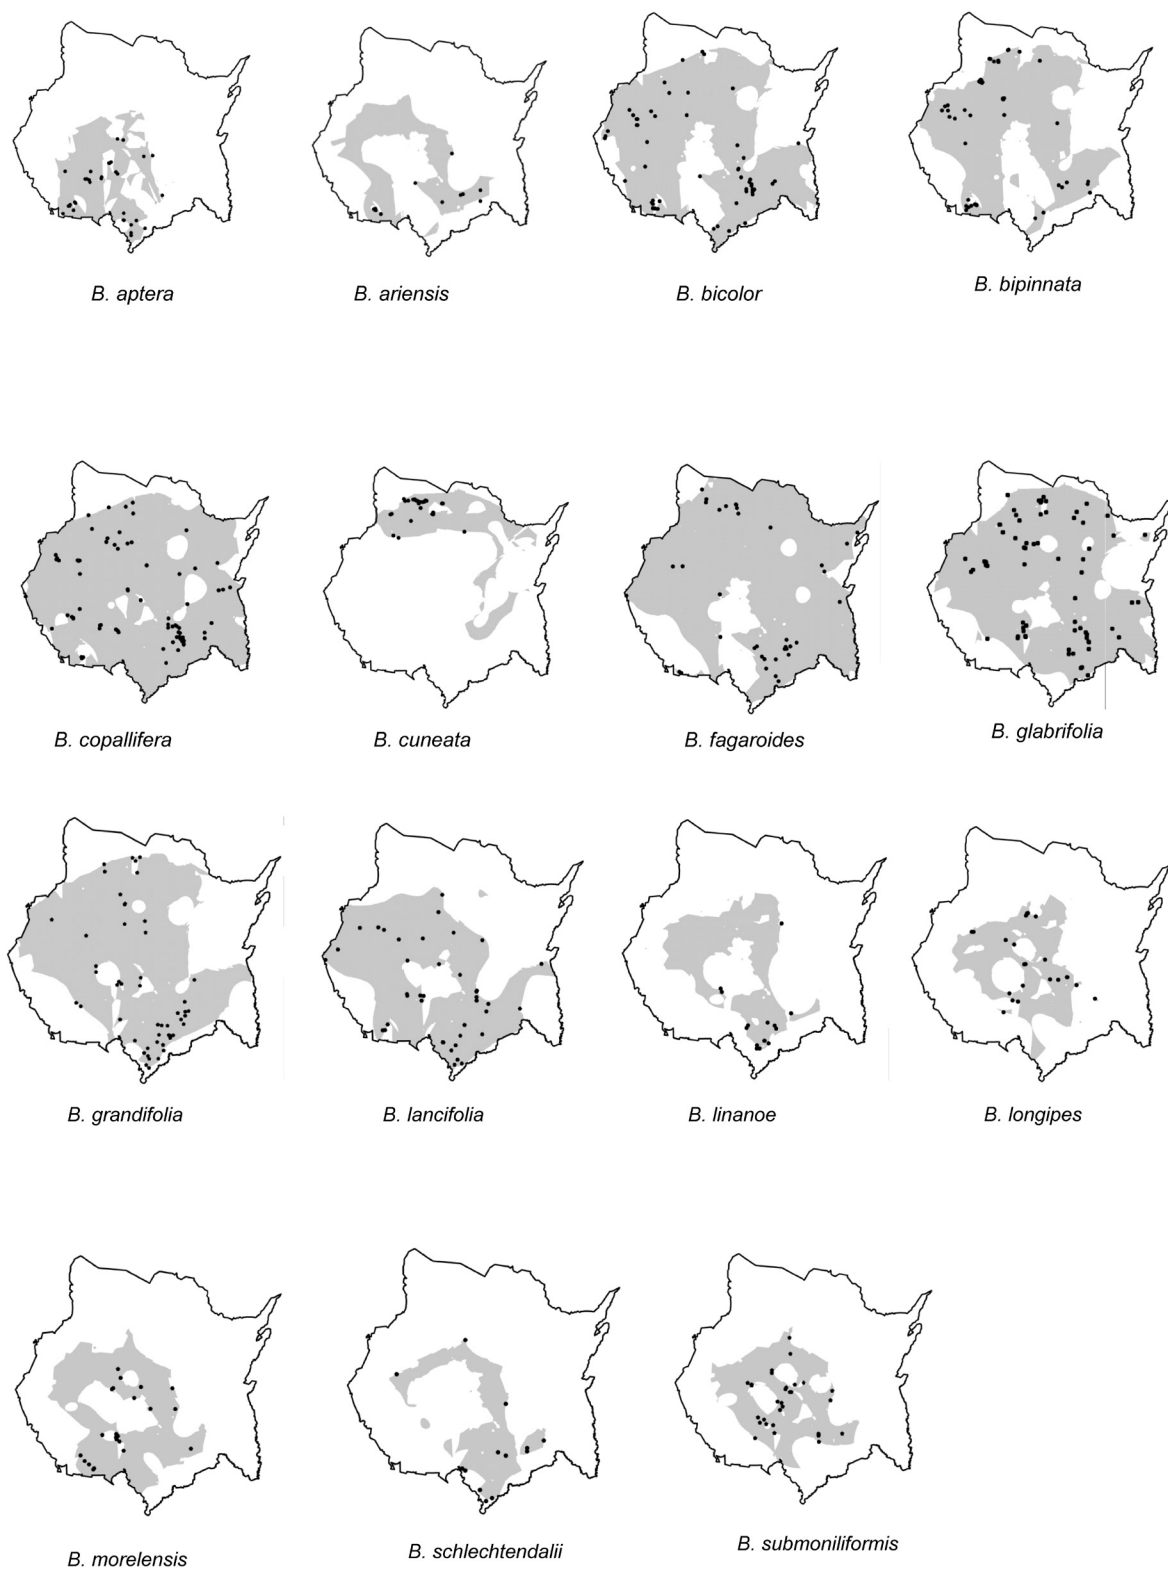 B. aptera
B. ariensis
B. bicolor
B. bipinnata
B. copallifera
B. cuneata
B. fagaroides
B. glabrifolia
B. grandifolia
B. lancifolia
B. linanoe
B. longipes
B. morelensis
B. schlechtendalii
B. submoniliformis